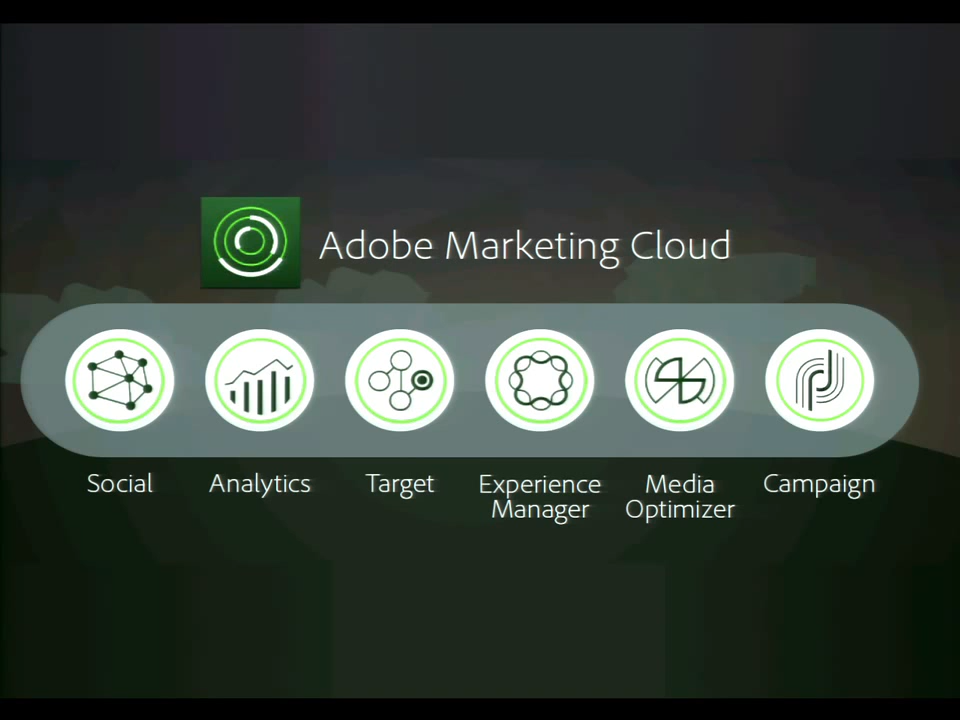 Adobe Marketing Cloud
Social Analytics Target Experience Media Campaign
Manager Optimizer